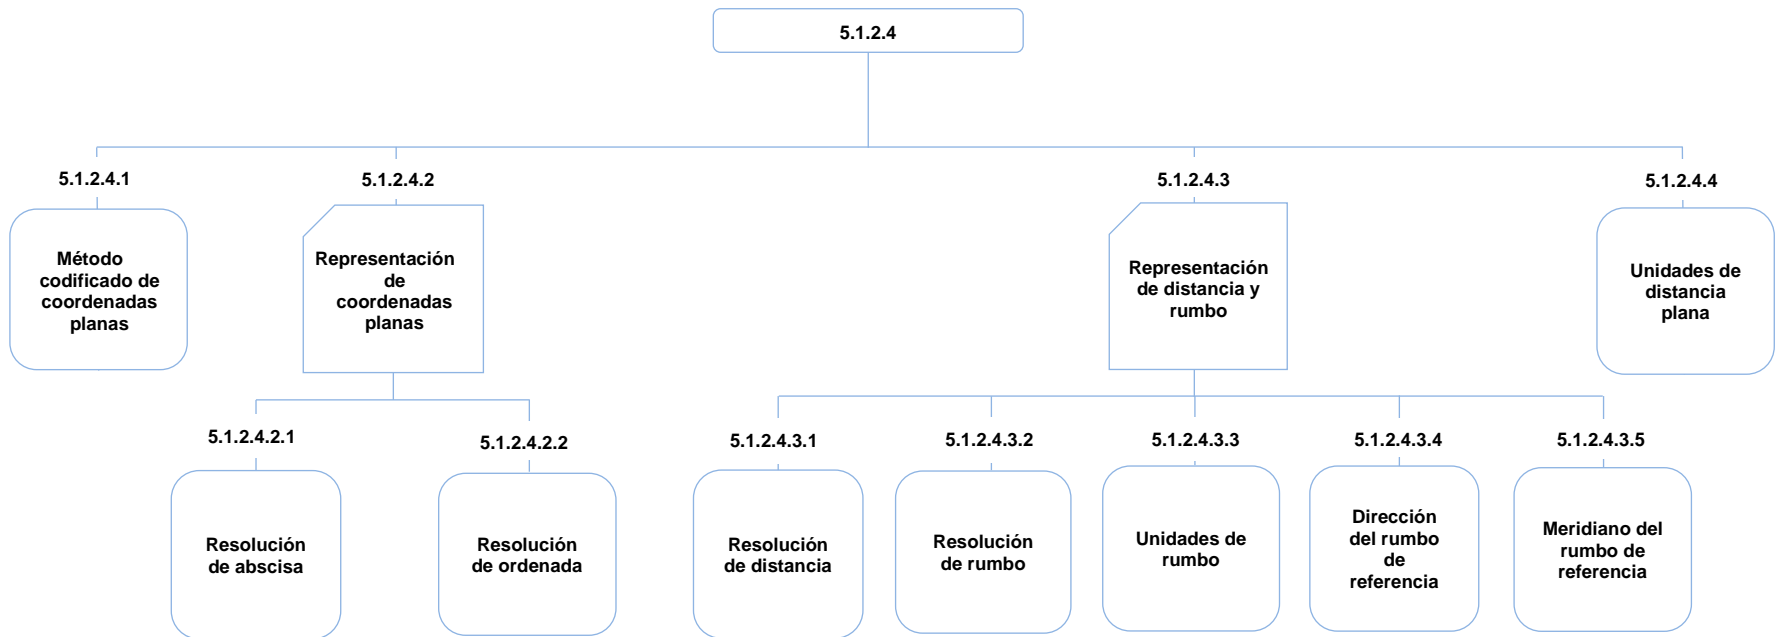 5.1.2.4
5.1.2.4.1
5.1.2.4.2
5.1.2.4.3
5.1.2.4.4
Método
codificado de
coordenadas
planas
Representación
de
coordenadas
planas
Representación
de distancia y
rumbo
Unidades de
distancia
plana
5.1.2.4.2.1
5.1.2.4.2.2
5.1.2.4.3.1
5.1.2.4.3.2
5.1.2.4.3.3
5.1.2.4.3.4
5.1.2.4.3.5
Resolución
de abscisa
Resolución
de ordenada
Resolución
de distancia
Resolución
de rumbo
Unidades de
rumbo
Dirección
del rumbo
de
referencia
Meridiano del
rumbo de
referencia